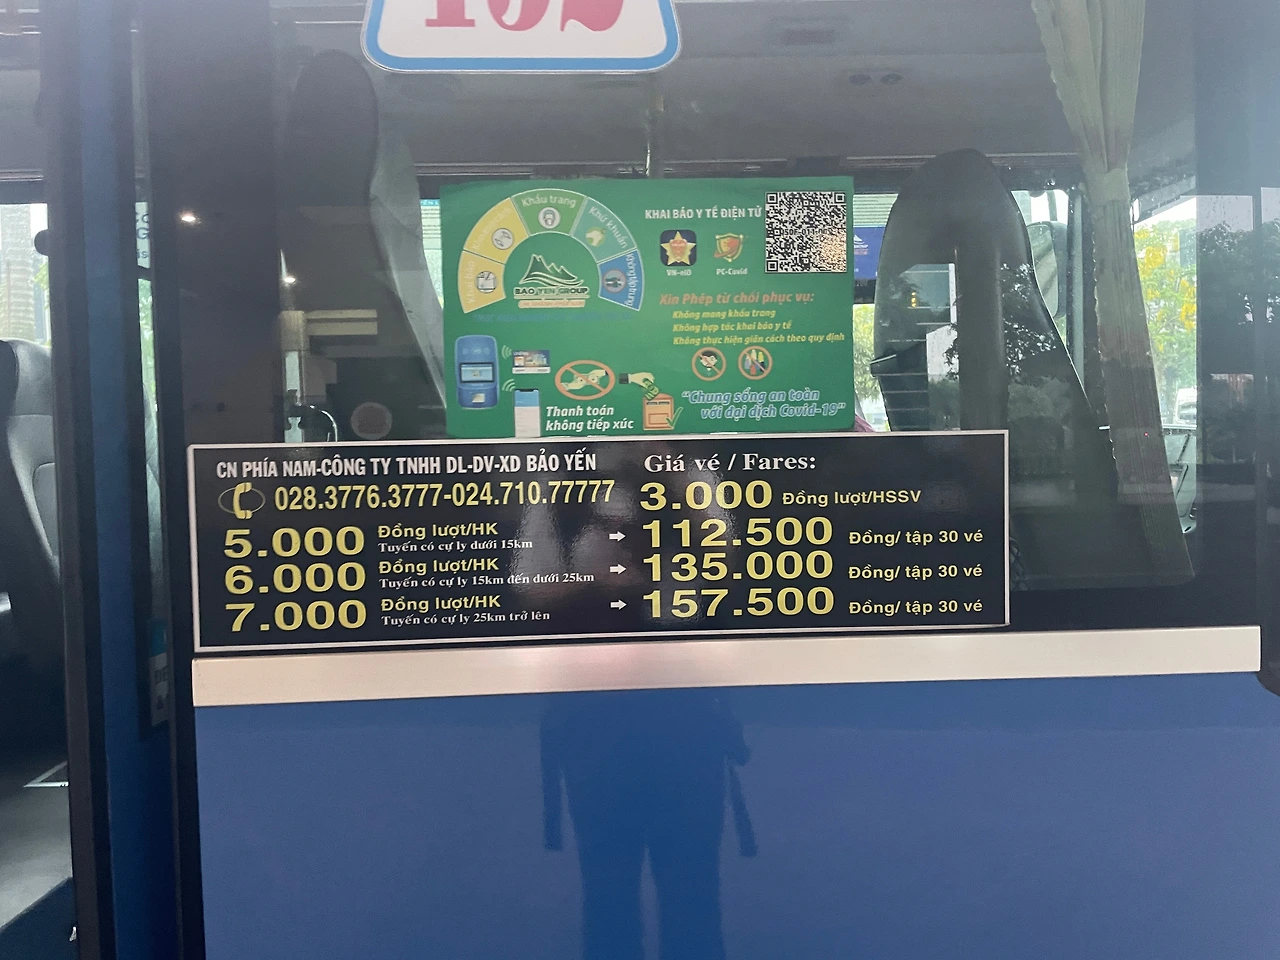 Khẩu trang
Khử khuẩn
BAO YEN GROUP
KHAI BÁO Y TẾ ĐIỆN TỬ
VN-eID
PC-Covid
Xin Phép từ chối phục vụ:
Không mang khẩu trang
Không hợp tác khai báo y tế
Không thực hiện giãn cách theo quy định
Thanh toán
không tiếp xúc
"Chung sống an toàn
với đại dịch Covid-19"
CN PHÍA NAM-CÔNG TY TNHH DL-DV-XD BẢO YẾN
028.3776.3777-024.710.77777
Giá vé / Fares:
3.000 Đồng lượt/HSSV
5.000 Đồng lượt/HK
Tuyến có cự ly dưới 15km
➡ 112.500 Đồng/ tập 30 vé
6.000 Đồng lượt/HK
Tuyến có cự ly 15km đến dưới 25km
➡ 135.000 Đồng/ tập 30 vé
7.000 Đồng lượt/HK
Tuyến có cự ly 25km trở lên
➡ 157.500 Đồng/ tập 30 vé